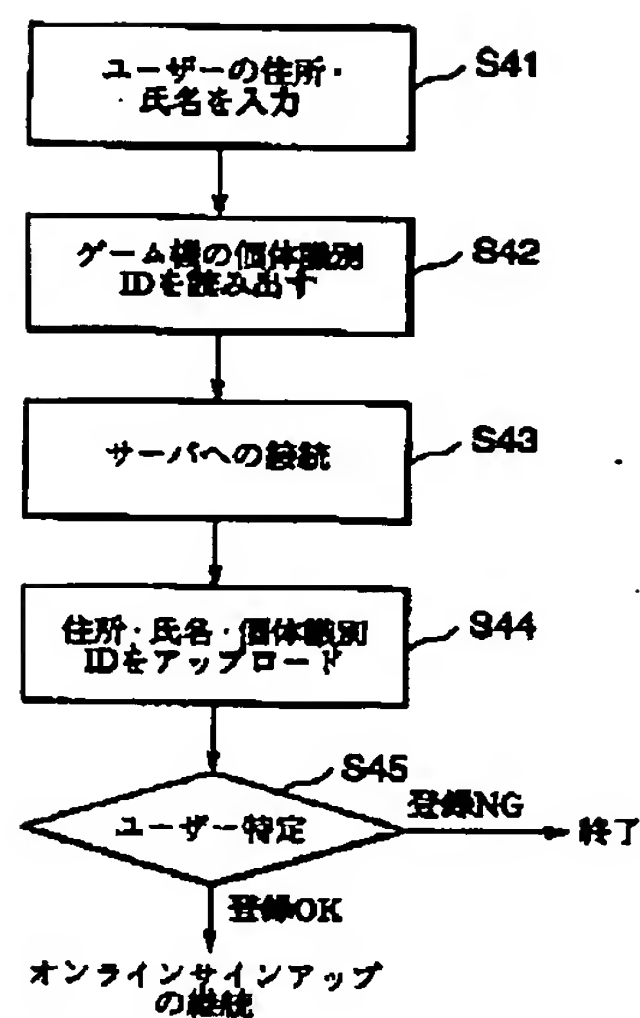 ユーザーの住所・
氏名を入力
S41
ゲーム機の個体識別
IDを読み出す
S42
サーバへの接続
S43
住所・氏名・個体識別
IDをアップロード
S44
S45
ユーザー特定
登録NG
終了
登録OK
オンラインサインアップ
の継続